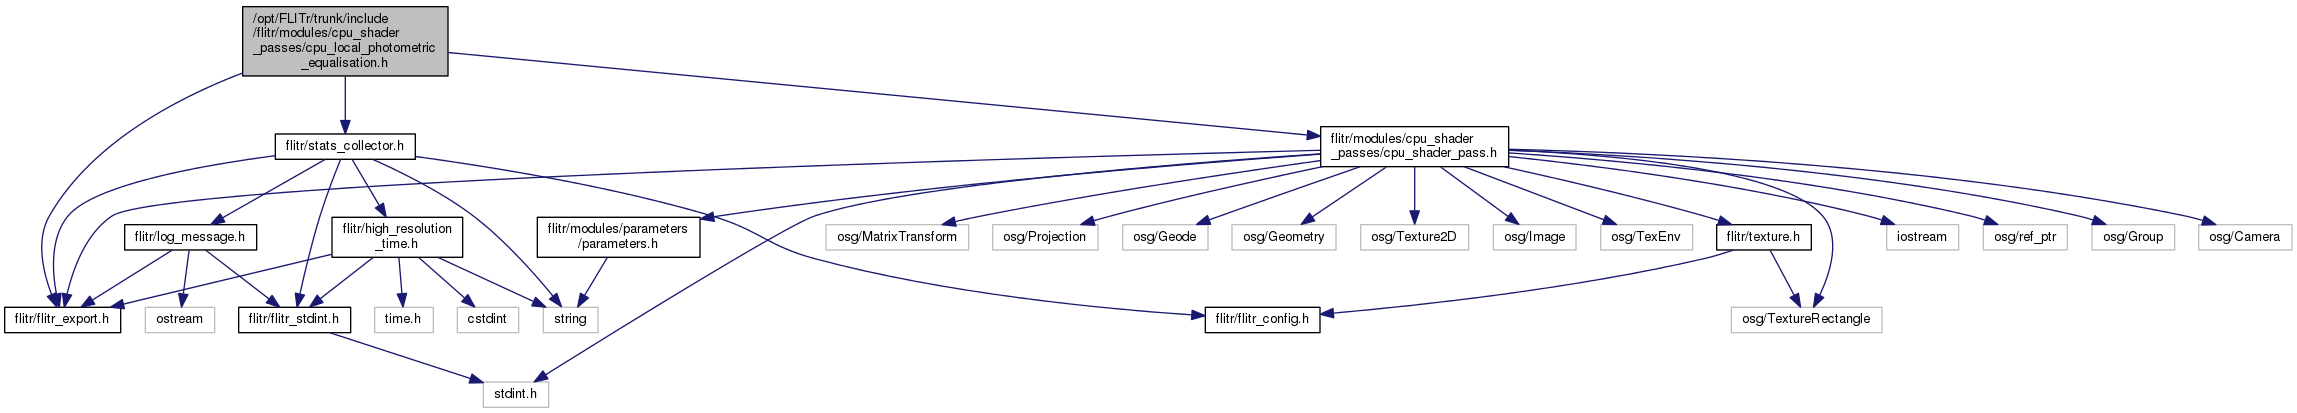 /opt/FLITr/trunk/include
/flitr/modules/cpu_shader
_passes/cpu_local_photometric
_equalisation.h
flitr/stats_collector.h
flitr/modules/cpu_shader
_passes/cpu_shader_pass.h
flitr/log_message.h
flitr/high_resolution
_time.h
flitr/modules/parameters
/parameters.h
osg/MatrixTransform
osg/Projection
osg/Geode
osg/Geometry
osg/Texture2D
osg/Image
osg/TexEnv
flitr/texture.h
iostream
osg/ref_ptr
osg/Group
osg/Camera
flitr/flitr_export.h
ostream
flitr/flitr_stdint.h
time.h
cstdint
string
flitr/flitr_config.h
osg/TextureRectangle
stdint.h